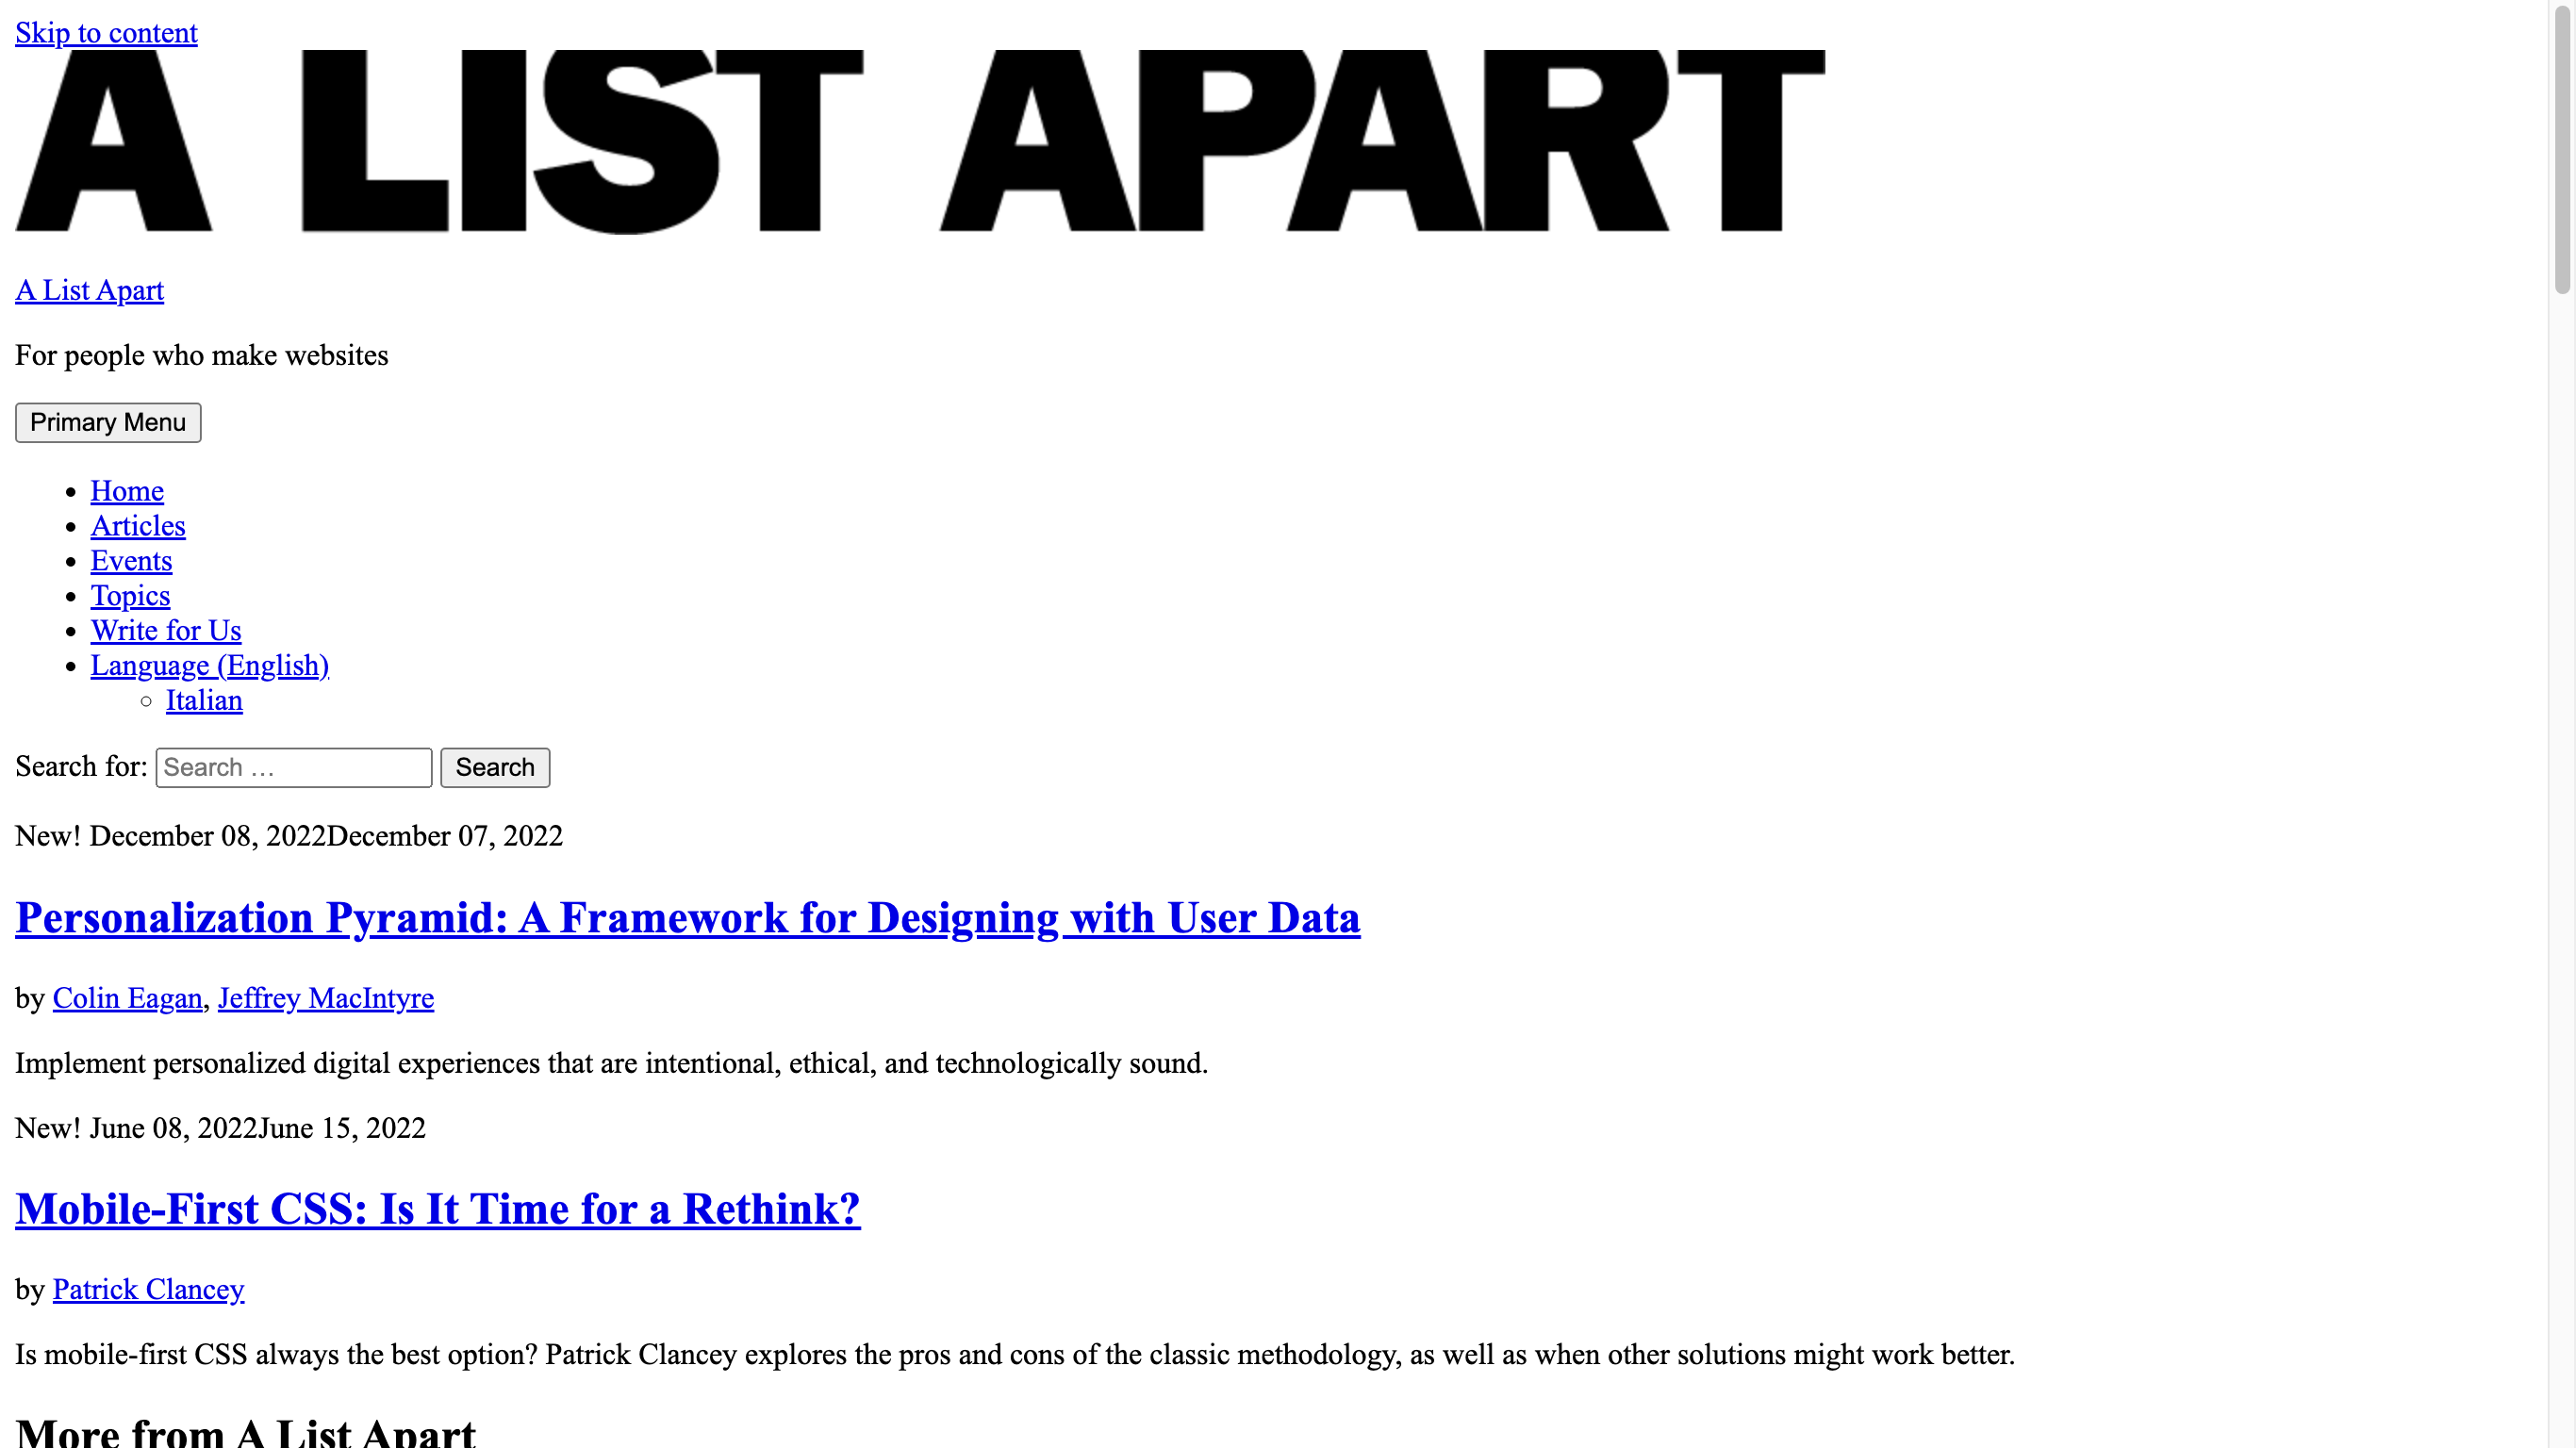 Skip to content
A LIST APART
A List Apart
For people who make websites
Primary Menu
Home
Articles
Events
Topics
Write for Us
Language (English)
Italian
Search for: Search … Search
New! December 08, 2022December 07, 2022
Personalization Pyramid: A Framework for Designing with User Data
by Colin Eagan, Jeffrey MacIntyre
Implement personalized digital experiences that are intentional, ethical, and technologically sound.
New! June 08, 2022June 15, 2022
Mobile-First CSS: Is It Time for a Rethink?
by Patrick Clancey
Is mobile-first CSS always the best option? Patrick Clancey explores the pros and cons of the classic methodology, as well as when other solutions might work better.
More from A List Apart